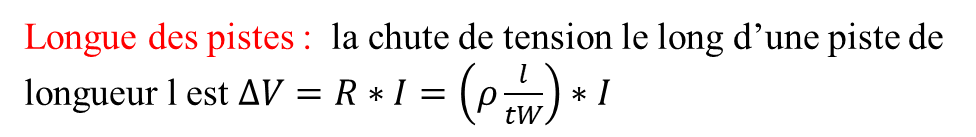 Longue des pistes : la chute de tension le long d’une piste de
longueur l est ΔV = R ∗ I = (ρ l/tW) ∗ I